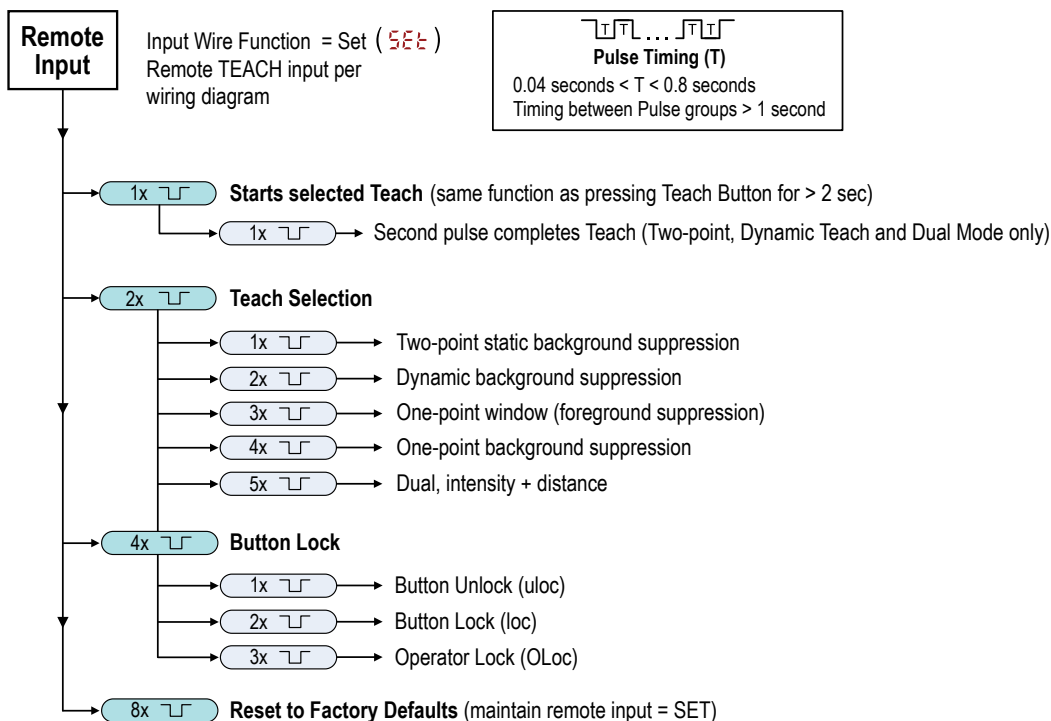 Remote
Input
Input Wire Function = Set ( SEt )
Remote TEACH input per
wiring diagram
T T ... T T
Pulse Timing (T)
0.04 seconds < T < 0.8 seconds
Timing between Pulse groups > 1 second
1x Starts selected Teach (same function as pressing Teach Button for > 2 sec)
1x Second pulse completes Teach (Two-point, Dynamic Teach and Dual Mode only)
2x Teach Selection
1x Two-point static background suppression
2x Dynamic background suppression
3x One-point window (foreground suppression)
4x One-point background suppression
5x Dual, intensity + distance
4x Button Lock
1x Button Unlock (uloc)
2x Button Lock (loc)
3x Operator Lock (OLoc)
8x Reset to Factory Defaults (maintain remote input = SET)